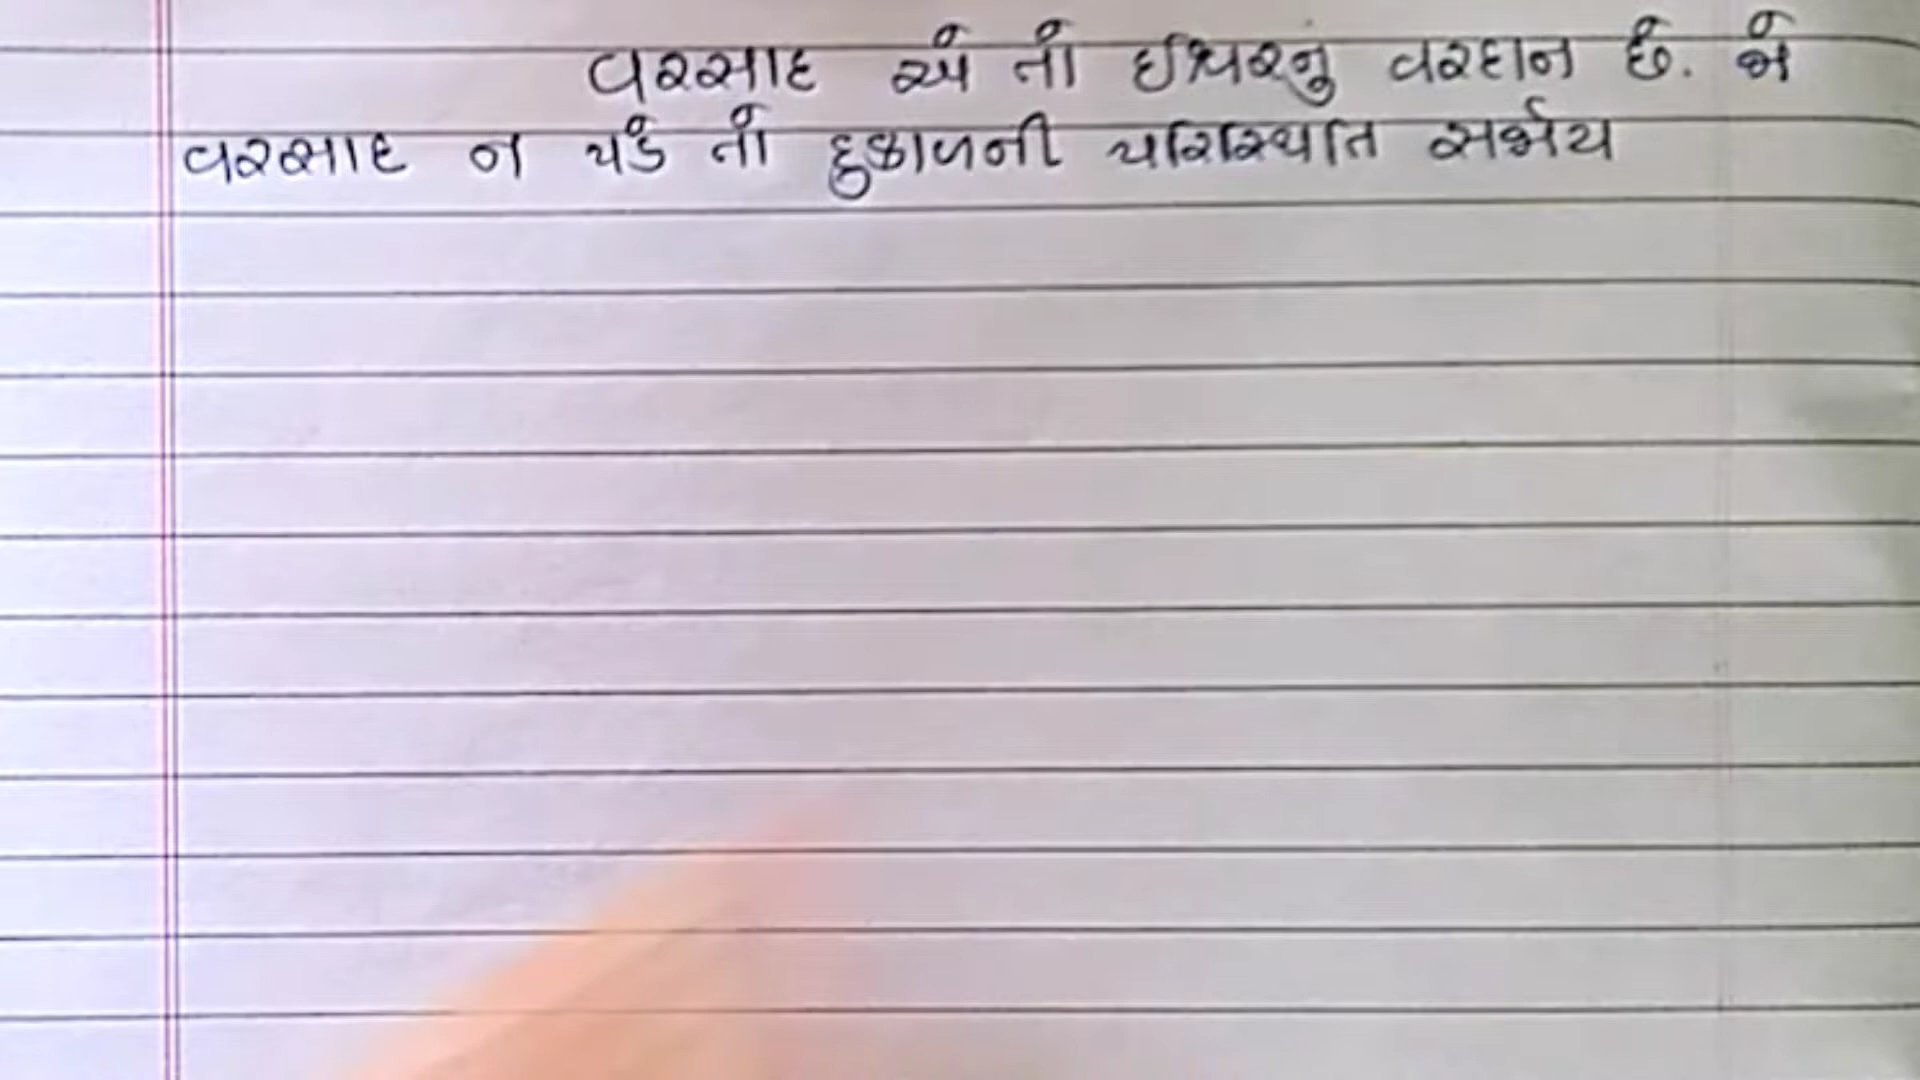 વરસાદ એ તો ઈશ્વરનું વરદાન છે. જો
વરસાદ ન પડે તો દુકાળની પરિસ્થિતિ સર્જાય